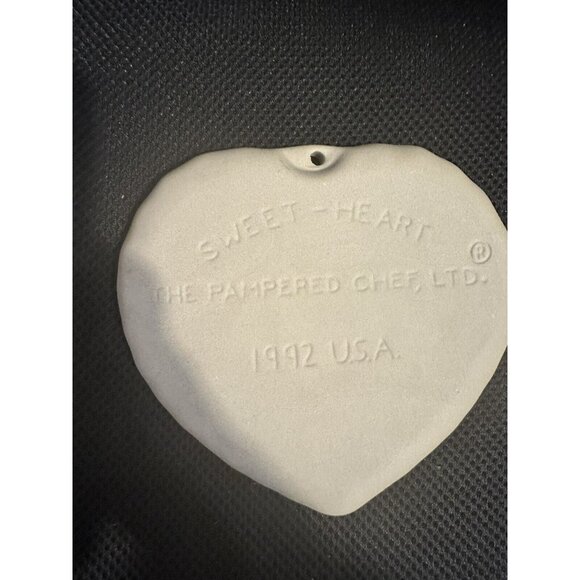 SWEET-HEART
®
THE PAMPERED CHEF, LTD.
1992 U.S.A.